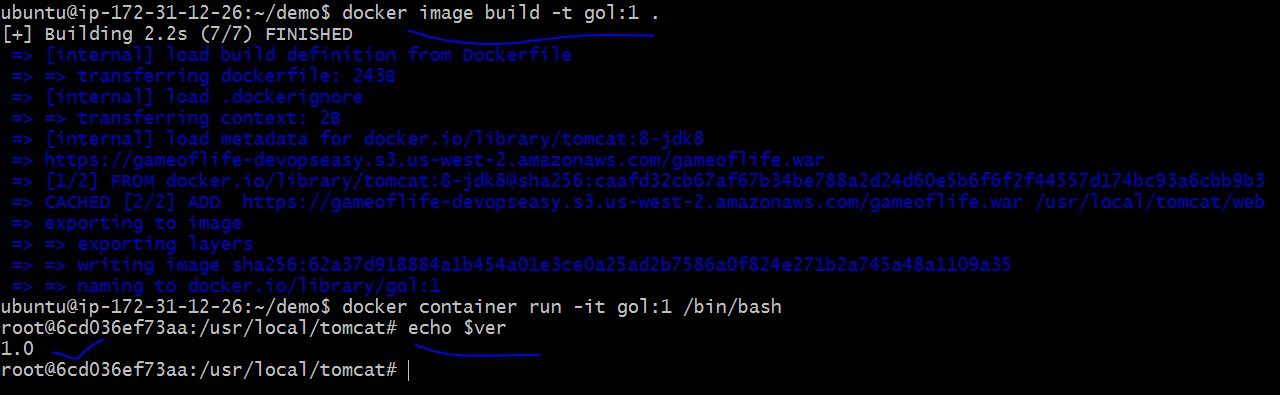 ubuntu@ip-172-31-12-26:~/demo$ docker image build -t gol:1 .
[+] Building 2.2s (7/7) FINISHED
=> [internal] load build definition from Dockerfile
=> => transferring dockerfile: 243B
=> [internal] load .dockerignore
=> => transferring context: 2B
=> [internal] load metadata for docker.io/library/tomcat:8-jdk8
=> https://gameoflife-devopseasy.s3.us-west-2.amazonaws.com/gameoflife.war
=> [1/2] FROM docker.io/library/tomcat:8-jdk8@sha256:caafd32cb67af67b34be788a2d24d60e5b6f6f2f44557d174bc93a6cbb9b3
=> CACHED [2/2] ADD  https://gameoflife-devopseasy.s3.us-west-2.amazonaws.com/gameoflife.war /usr/local/tomcat/web
=> exporting to image
=> => exporting layers
=> => writing image sha256:62a37d918884a1b454a01e3ce0a25ad2b7586a0f824e271b2a745a48a1109a35
=> => naming to docker.io/library/gol:1
ubuntu@ip-172-31-12-26:~/demo$ docker container run -it gol:1 /bin/bash
root@6cd036ef73aa:/usr/local/tomcat# echo $ver
1.0
root@6cd036ef73aa:/usr/local/tomcat#